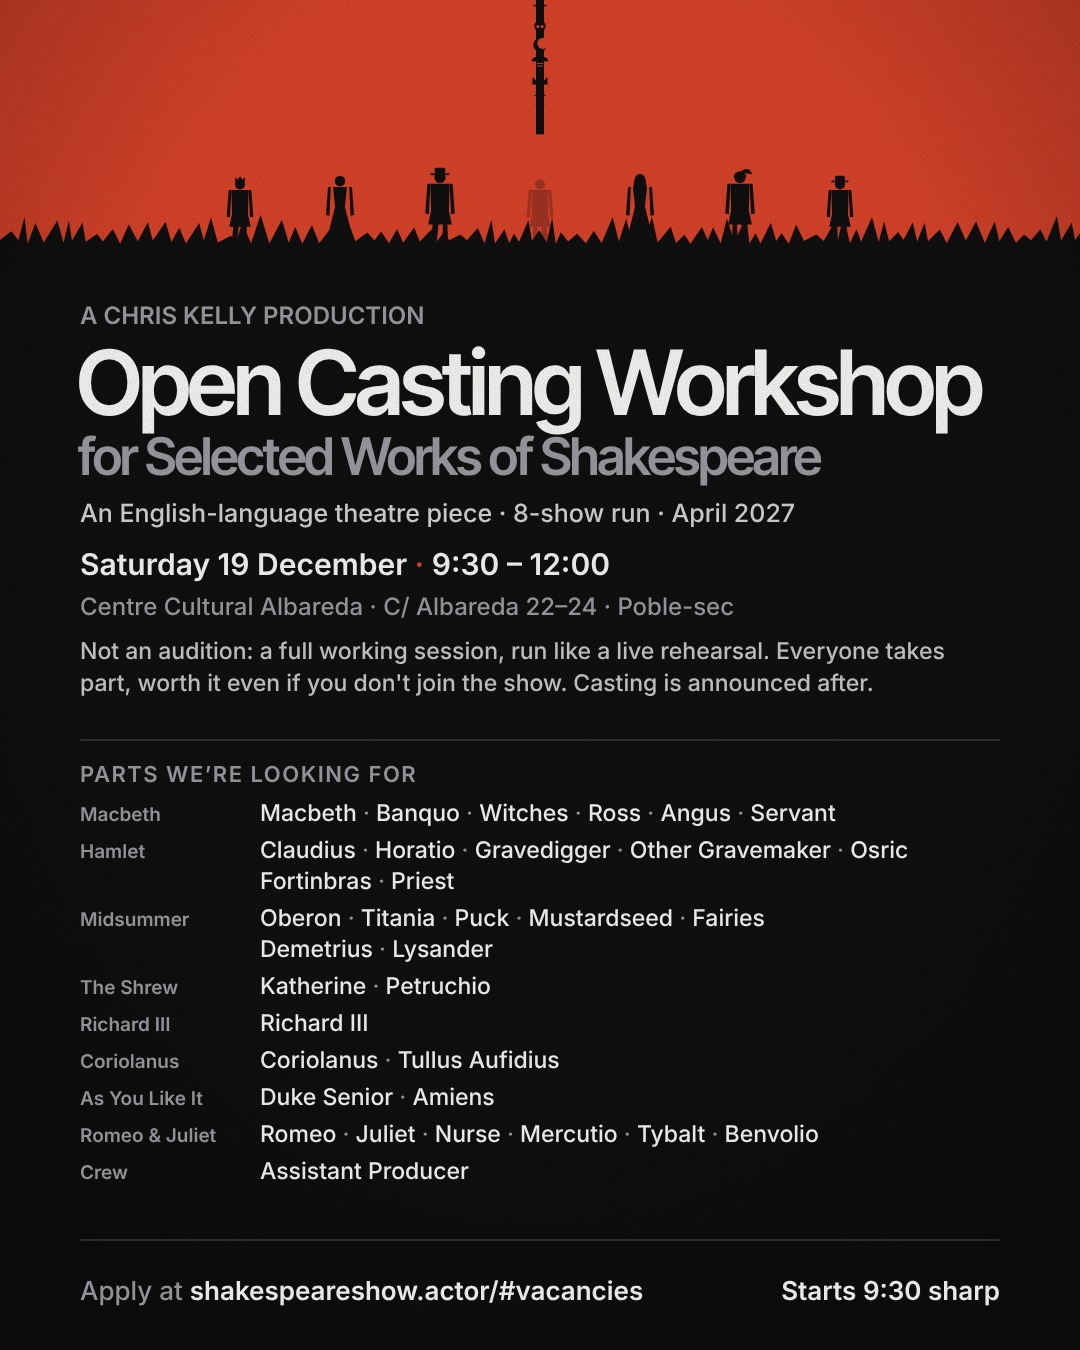 A CHRIS KELLY PRODUCTION
Open Casting Workshop
for Selected Works of Shakespeare
An English-language theatre piece · 8-show run · April 2027
Saturday 19 December · 9:30 – 12:00
Centre Cultural Albareda · C/ Albareda 22–24 · Poble-sec
Not an audition: a full working session, run like a live rehearsal. Everyone takes
part, worth it even if you don't join the show. Casting is announced after.
PARTS WE’RE LOOKING FOR
Macbeth Macbeth · Banquo · Witches · Ross · Angus · Servant
Hamlet Claudius · Horatio · Gravedigger · Other Gravemaker · Osric
Fortinbras · Priest
Midsummer Oberon · Titania · Puck · Mustardseed · Fairies
Demetrius · Lysander
The Shrew Katherine · Petruchio
Richard III Richard III
Coriolanus Coriolanus · Tullus Aufidius
As You Like It Duke Senior · Amiens
Romeo & Juliet Romeo · Juliet · Nurse · Mercutio · Tybalt · Benvolio
Crew Assistant Producer
Apply at shakespeareshow.actor/#vacancies Starts 9:30 sharp